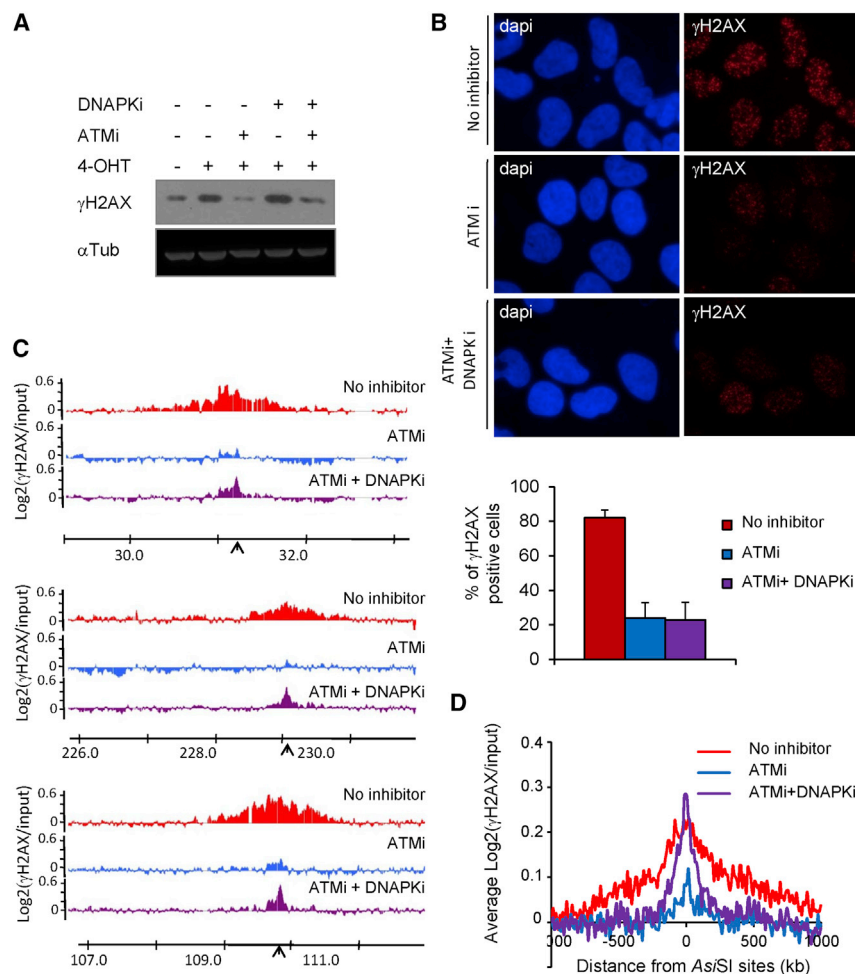 A
DNAPKi - - - + +
ATMi - - + - +
4-OHT - + + + +
γH2AX
αTub
B
No inhibitor
dapi
γH2AX
ATM i
dapi
γH2AX
ATMi+
DNAPK i
dapi
γH2AX
% of γH2AX
positive cells
100
80
60
40
20
0
No inhibitor
ATMi
ATMi+ DNAPKi
C
Log2(γH2AX/input)
0.6
0
No inhibitor
0.6
0
ATMi
0.6
0
ATMi + DNAPKi
30.0 32.0
Log2(γH2AX/input)
0.6
0
No inhibitor
0.6
0
ATMi
0.6
0
ATMi + DNAPKi
226.0 228.0 230.0
Log2(γH2AX/input)
0.6
0
No inhibitor
0.6
0
ATMi
0.6
0
ATMi + DNAPKi
107.0 109.0 111.0
D
Average Log2(γH2AX/input)
0.4
0.3
0.2
0.1
0
No inhibitor
ATMi
ATMi+DNAPKi
-500 0 500 1000
Distance from AsiSI sites (kb)